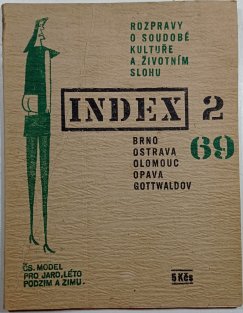 ROZPRAVY
O SOUDOBÉ
KULTUŘE
A ŽIVOTNÍM
SLOHU
INDEX 2
69
BRNO
OSTRAVA
OLOMOUC
OPAVA
GOTTWALDOV
ČS. MODEL
PRO JARO, LÉTO
PODZIM A ZIMU.
5 Kčs